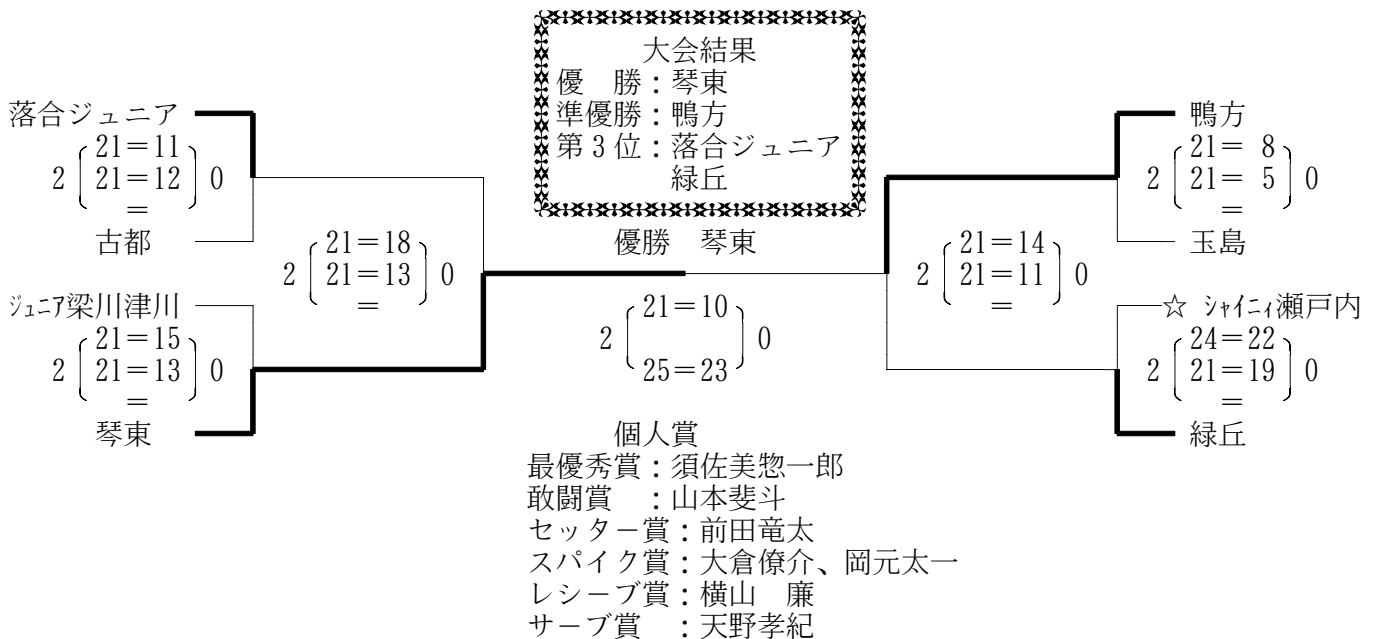 大会結果
優　勝：琴東
準優勝：鴨方
第３位：落合ジュニア
緑丘
落合ジュニア
2 21＝11 0
21＝12
＝
古都
ジュニア梁川津川
2 21＝15 0
21＝13
＝
琴東
2 21＝18 0
21＝13
＝
優勝　琴東
2 21＝10 0
25＝23
鴨方
2 21＝ 8 0
21＝ 5
＝
玉島
☆ シャイニィ瀬戸内
2 24＝22 0
21＝19
＝
緑丘
2 21＝14 0
21＝11
＝
個人賞
最優秀賞：須佐美惣一郎
敢闘賞　：山本斐斗
セッター賞：前田竜太
スパイク賞：大倉僚介、岡元太一
レシーブ賞：横山　廉
サーブ賞　：天野孝紀